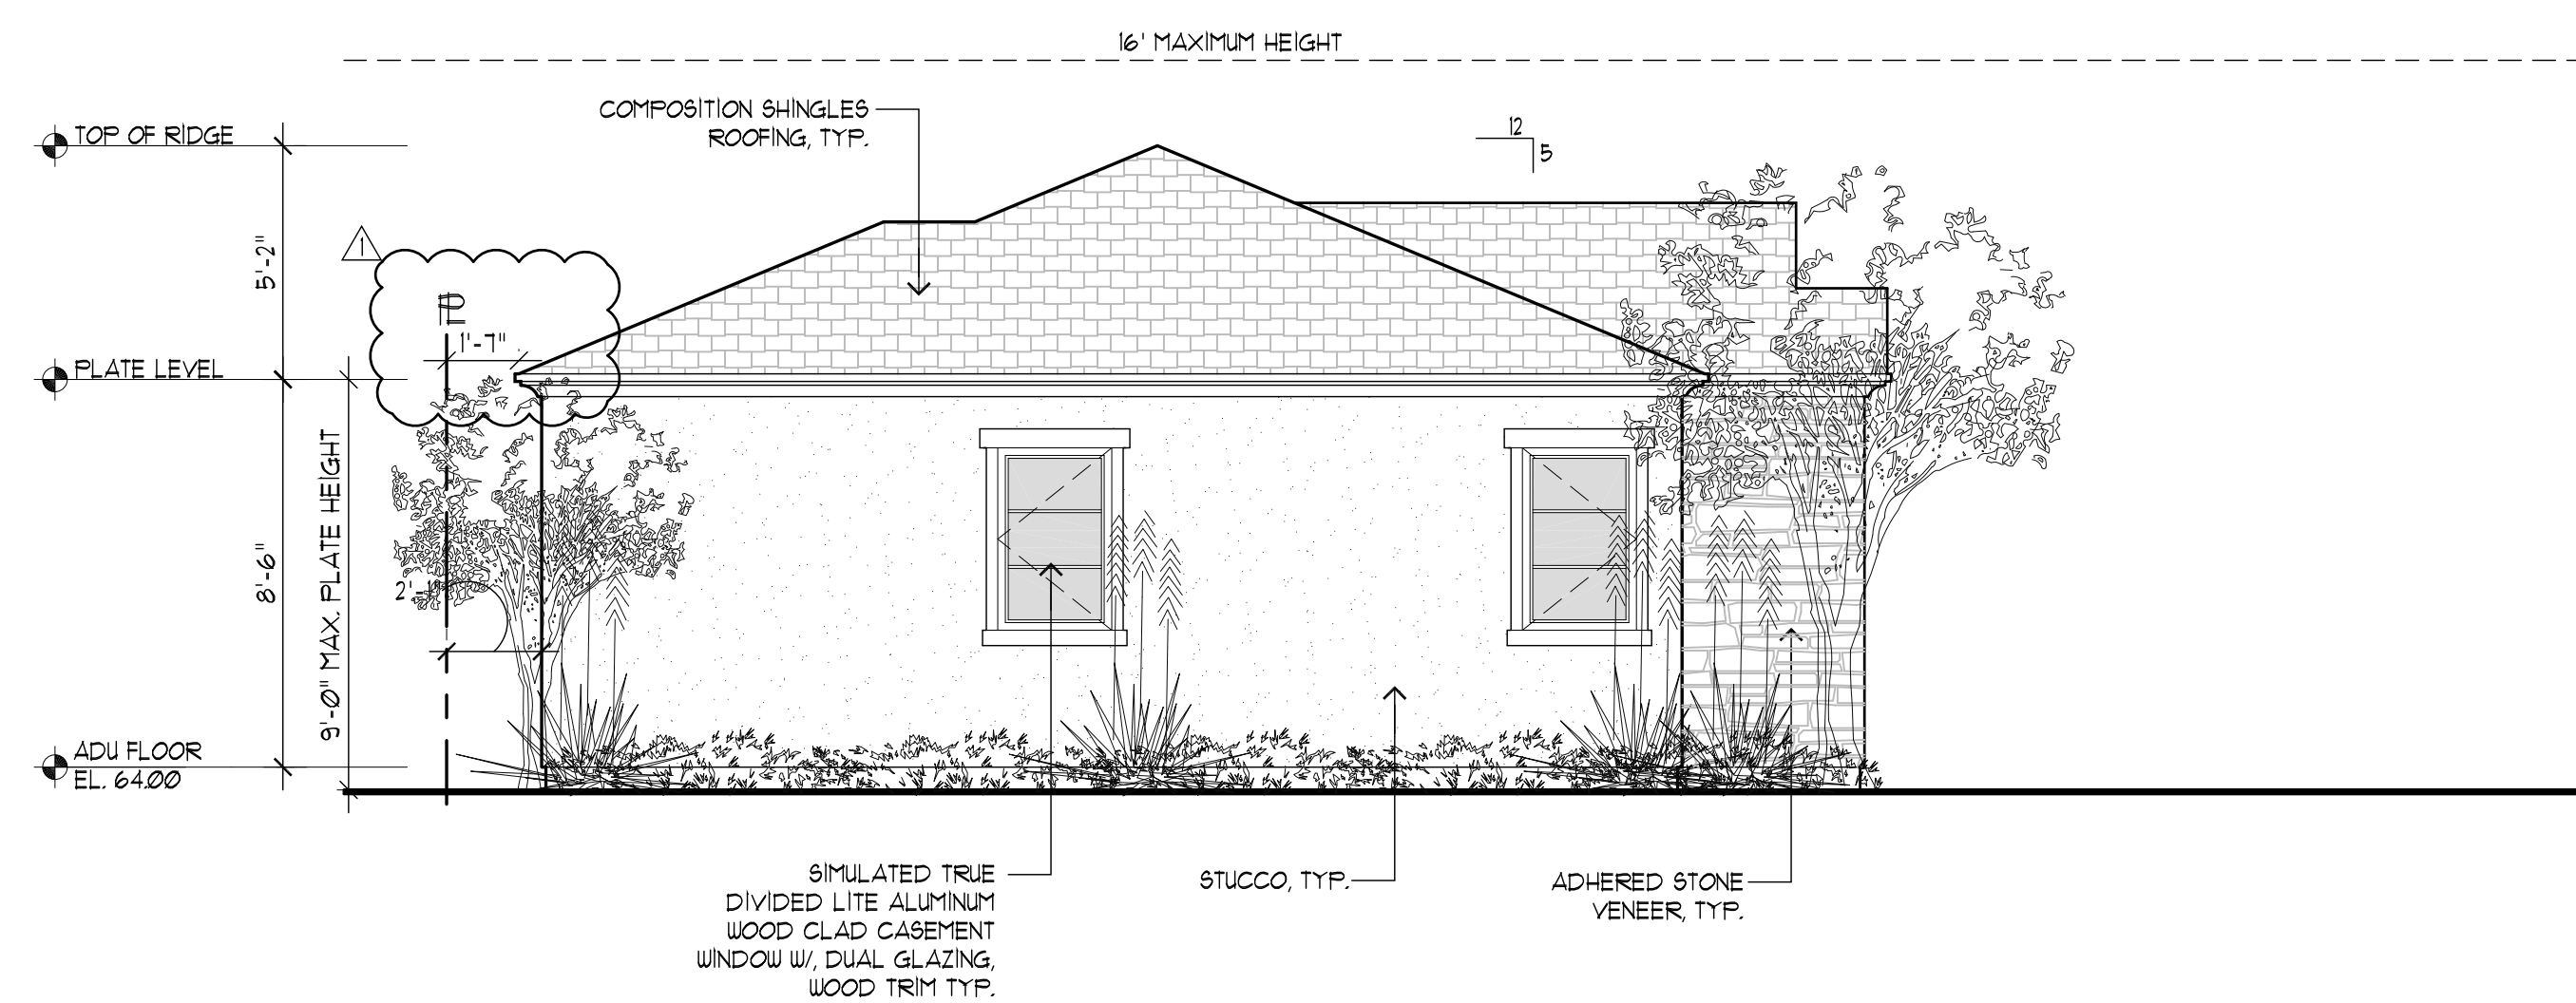 16' MAXIMUM HEIGHT
COMPOSITION SHINGLES
ROOFING, TYP.
12
5
TOP OF RIDGE
5'-2"
1
PL
1'-7"
PLATE LEVEL
8'-6"
9'-0" MAX. PLATE HEIGHT
2'-
ADU FLOOR
EL. 64.00
SIMULATED TRUE
DIVIDED LITE ALUMINUM
WOOD CLAD CASEMENT
WINDOW W/, DUAL GLAZING,
WOOD TRIM TYP.
STUCCO, TYP.
ADHERED STONE
VENEER, TYP.